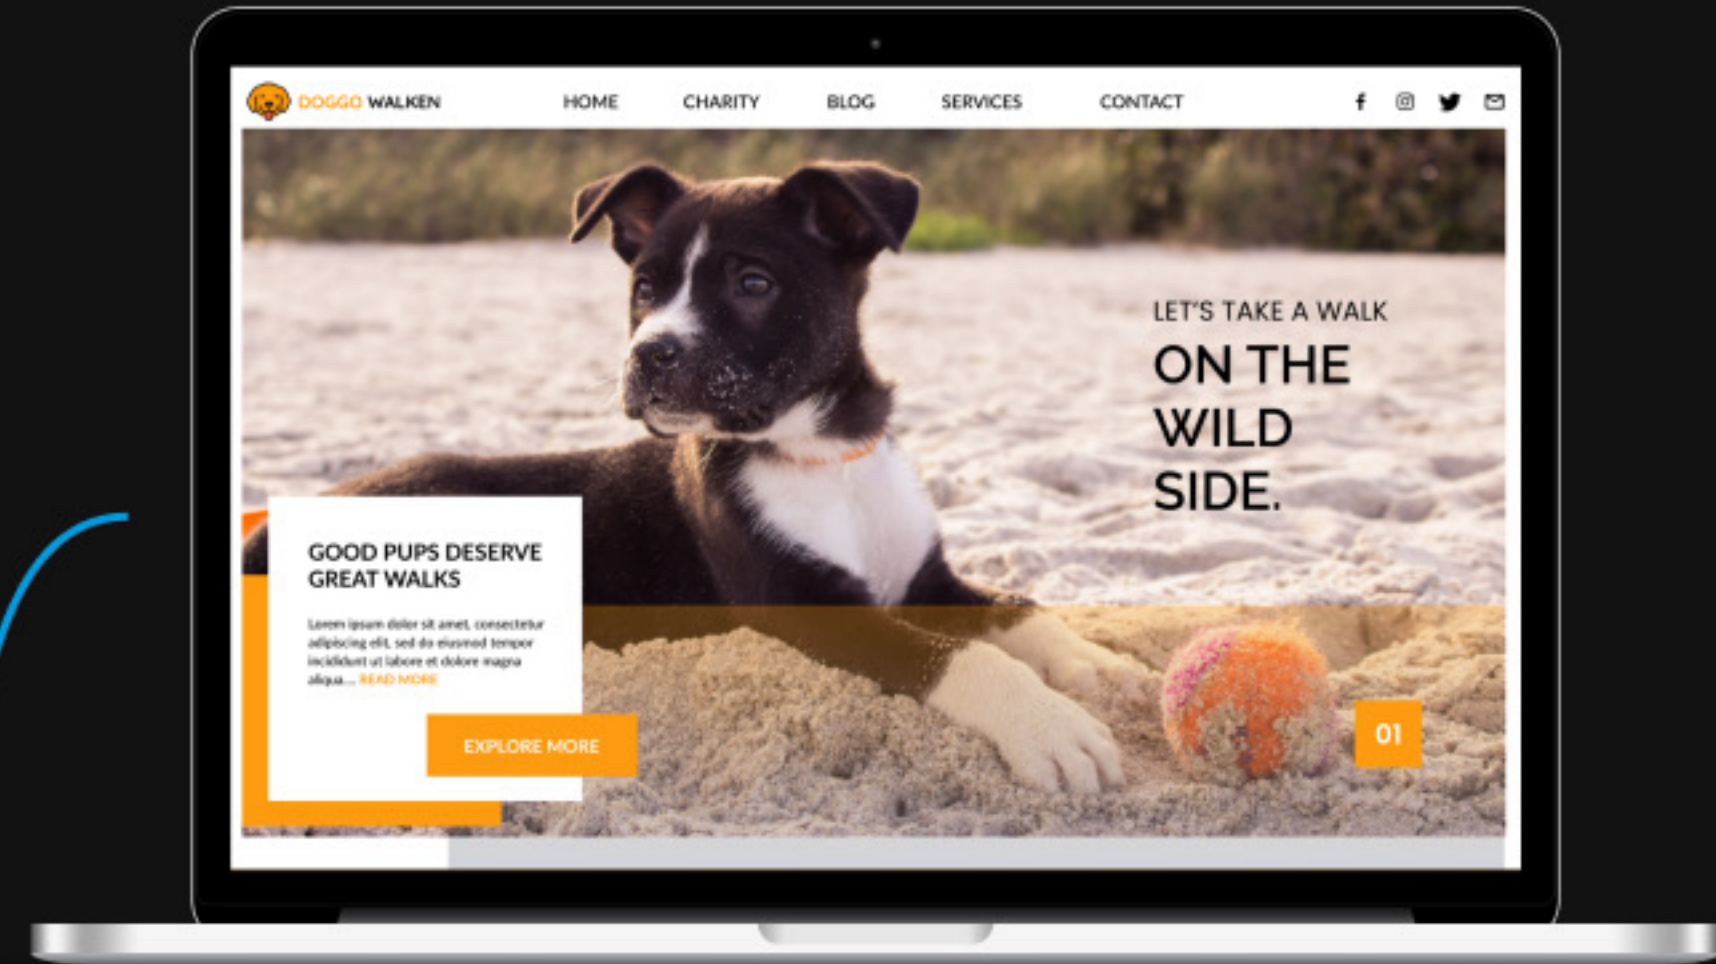 DOGGO WALKEN
HOME
CHARITY
BLOG
SERVICES
CONTACT
LET'S TAKE A WALK
ON THE
WILD
SIDE.
GOOD PUPS DESERVE
GREAT WALKS
Lorem ipsum dolor sit amet, consectetur
adipiscing elit, sed do eiusmod tempor
incididunt ut labore et dolore magna
aliqua... READ MORE
EXPLORE MORE
01